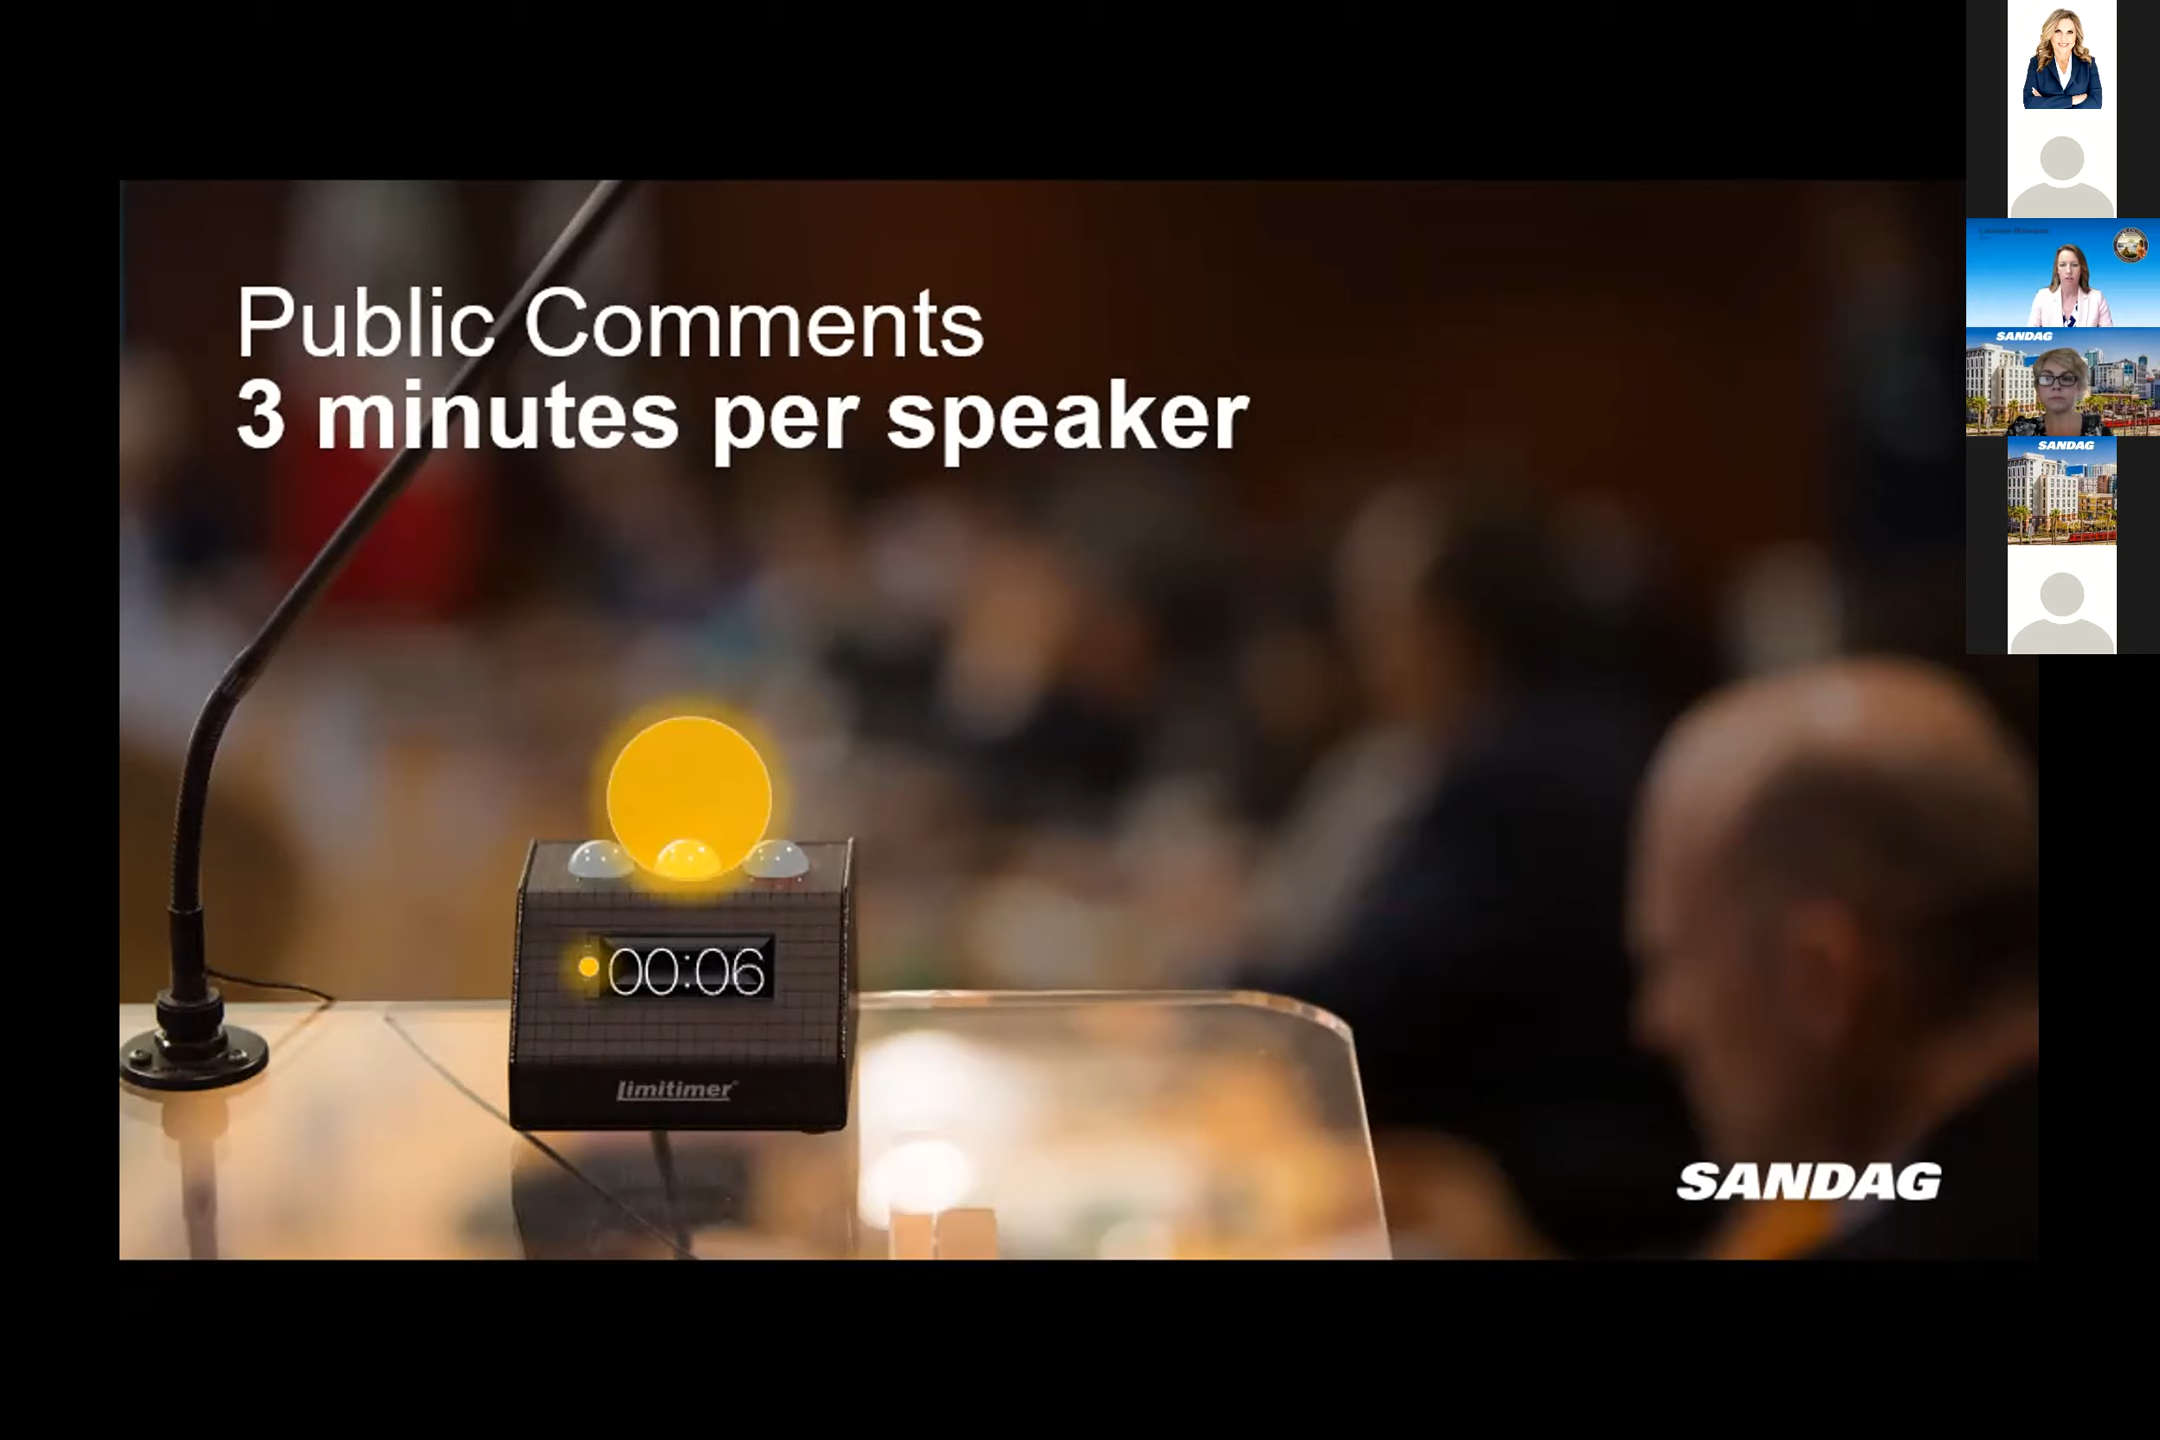 Public Comments
3 minutes per speaker
00:06
Limitimer
SANDAG
SANDAG
SANDAG